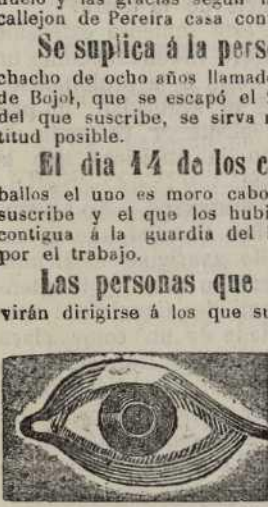 y las gracias según
callejon de Pereira casa con
Se suplica á la pers
chacho de ocho años llamad
de Bojol, que se escapó el
del que suscribe, se sirva
titud posible.
El dia 14 de los c
ballos el uno es moro cabo
suscribe y el que los hubi
contigua á la guardia del
por el trabajo.
Las personas que
virán dirigirse á los que su